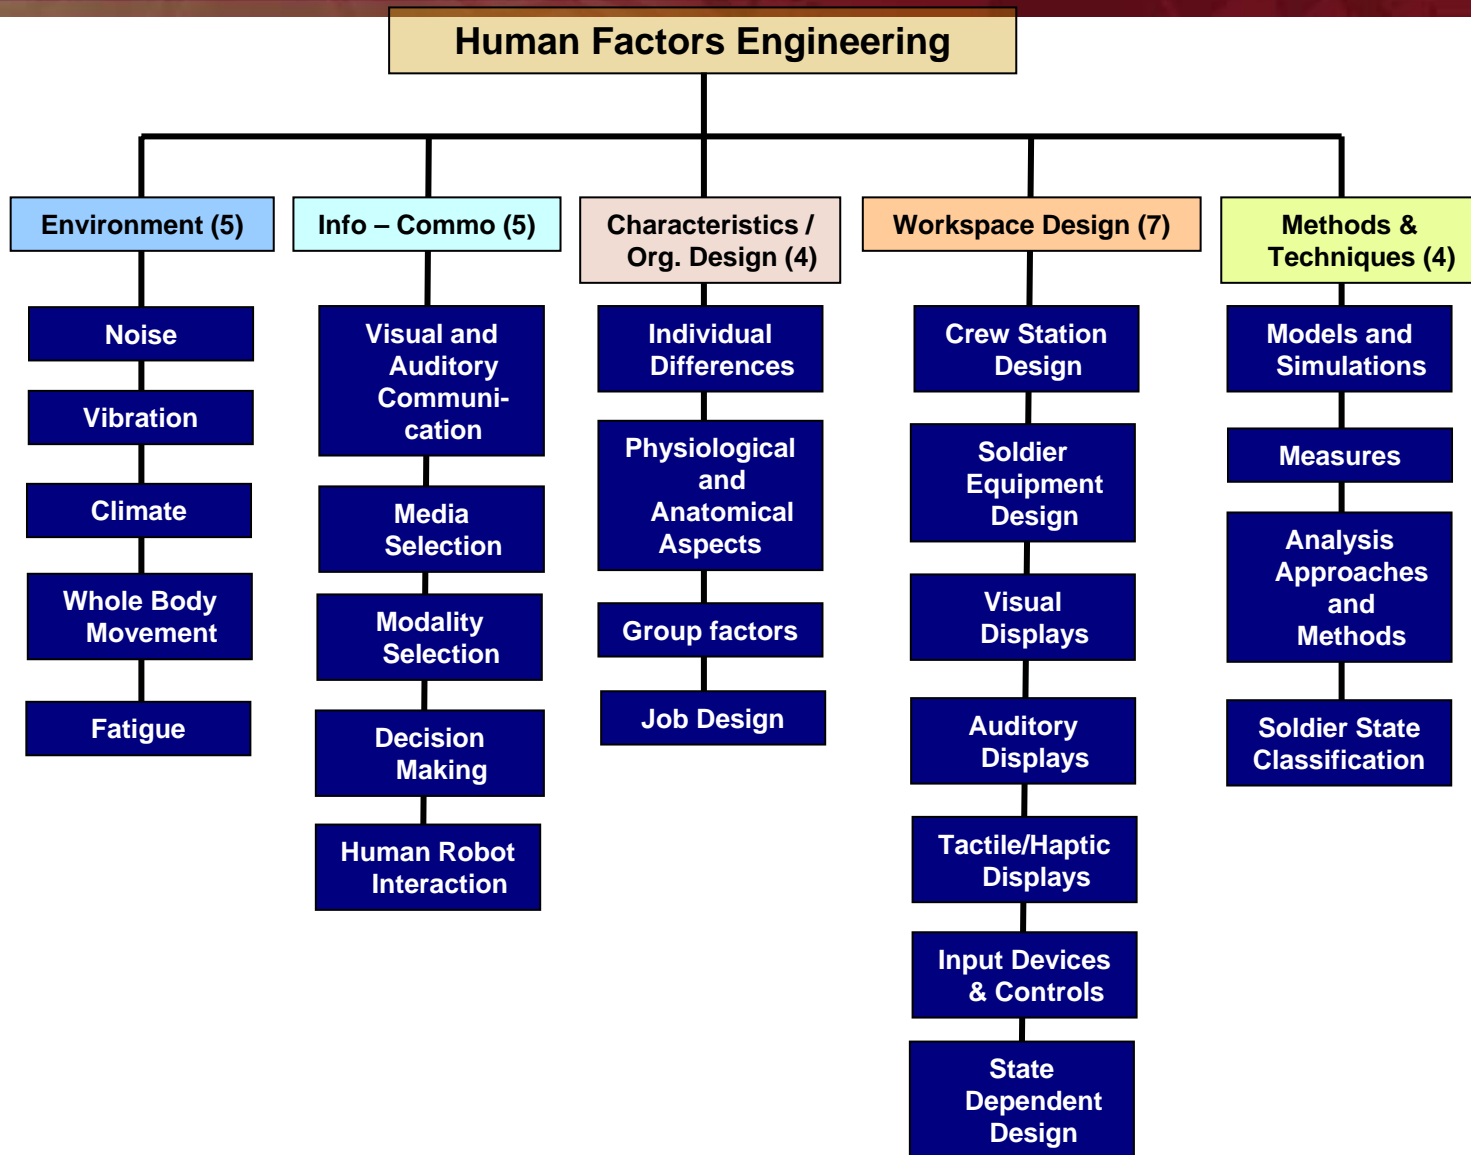 Human Factors Engineering
Environment (5)
Noise
Vibration
Climate
Whole Body
Movement
Fatigue
Info – Commo (5)
Visual and
Auditory
Communi-
cation
Media
Selection
Modality
Selection
Decision
Making
Human Robot
Interaction
Characteristics /
Org. Design (4)
Individual
Differences
Physiological
and
Anatomical
Aspects
Group factors
Job Design
Workspace Design (7)
Crew Station
Design
Soldier
Equipment
Design
Visual
Displays
Auditory
Displays
Tactile/Haptic
Displays
Input Devices
& Controls
State
Dependent
Design
Methods &
Techniques (4)
Models and
Simulations
Measures
Analysis
Approaches
and
Methods
Soldier State
Classification